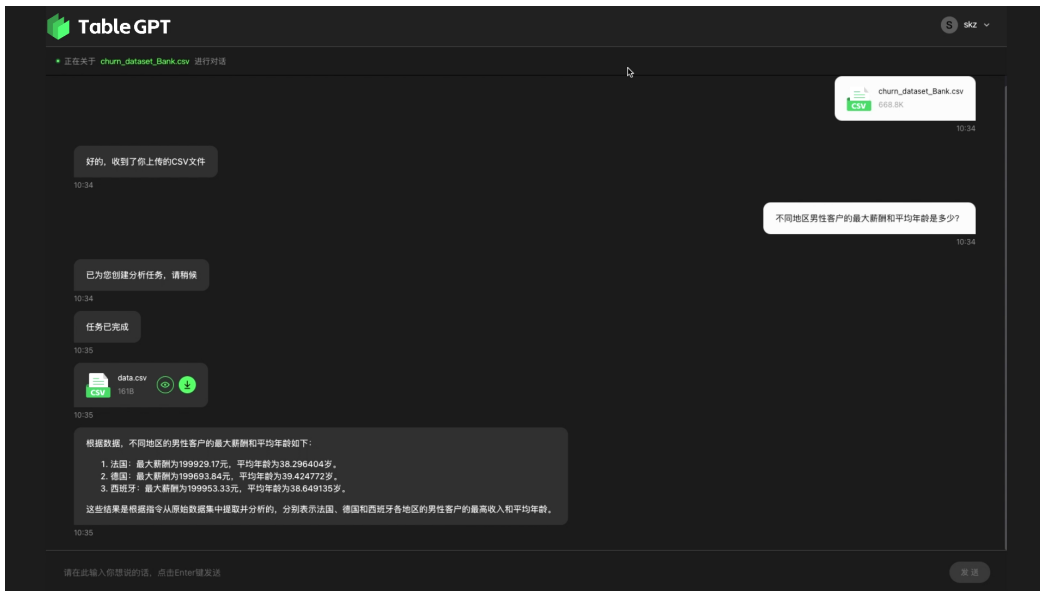 Table GPT
S skz
正在关于 churn_dataset_Bank.csv 进行对话
churn_dataset_Bank.csv
CSV 668.8K
10:34
好的，收到了你上传的CSV文件
10:34
不同地区男性客户的最大薪酬和平均年龄是多少?
10:34
已为您创建分析任务，请稍候
10:34
任务已完成
10:35
data.csv
CSV 161B
10:35
根据数据，不同地区的男性客户的最大薪酬和平均年龄如下：
1. 法国：最大薪酬为199929.17元，平均年龄为38.296404岁。
2. 德国：最大薪酬为199693.84元，平均年龄为39.424772岁。
3. 西班牙：最大薪酬为199953.33元，平均年龄为38.649135岁。
这些结果是根据指令从原始数据集中提取并分析的，分别表示法国、德国和西班牙各地区的男性客户的最高收入和平均年龄。
10:35
请在此输入你想说的话，点击Enter键发送
发送